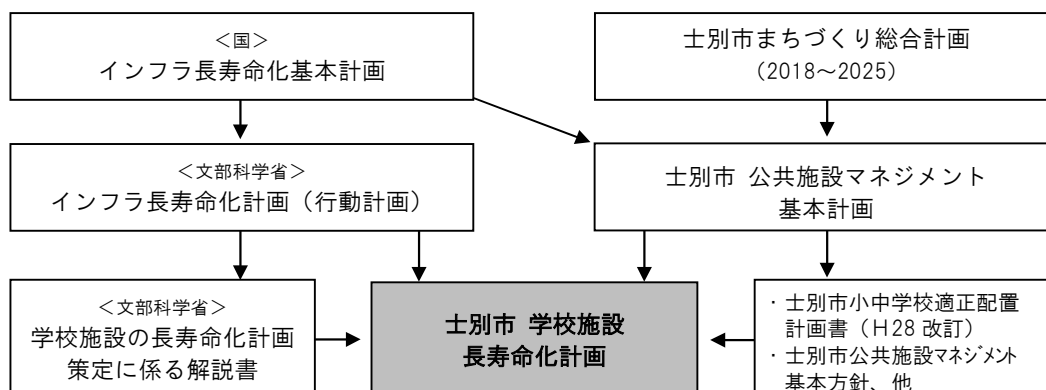 ＜国＞
インフラ長寿命化基本計画
士別市まちづくり総合計画
（2018～2025）
＜文部科学省＞
インフラ長寿命化計画（行動計画）
士別市 公共施設マネジメント
基本計画
＜文部科学省＞
学校施設の長寿命化計画
策定に係る解説書
士別市 学校施設
長寿命化計画
・士別市小中学校適正配置
計画書（H28 改訂）
・士別市公共施設マネジメント
基本方針、他